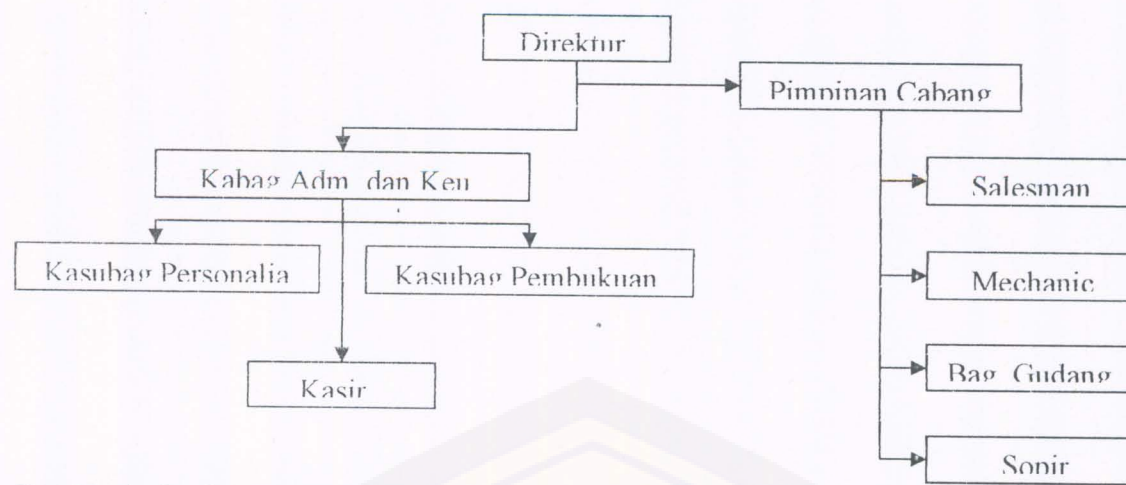 Direktur
Pimpinan Cabang
Kabag Adm. dan Keu
Salesman
Kasubag Personalia
Kasubag Pembukuan
Mechanic
Kasir
Bag. Gudang
Sopir